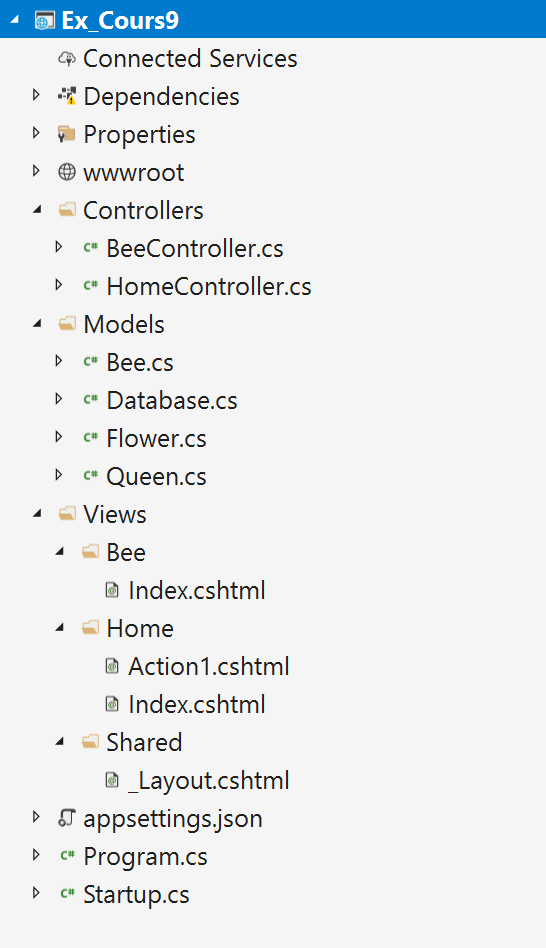 Ex_Cours9
Connected Services
Dependencies
Properties
wwwroot
Controllers
C# BeeController.cs
C# HomeController.cs
Models
C# Bee.cs
C# Database.cs
C# Flower.cs
C# Queen.cs
Views
Bee
Index.cshtml
Home
Action1.cshtml
Index.cshtml
Shared
_Layout.cshtml
appsettings.json
C# Program.cs
C# Startup.cs